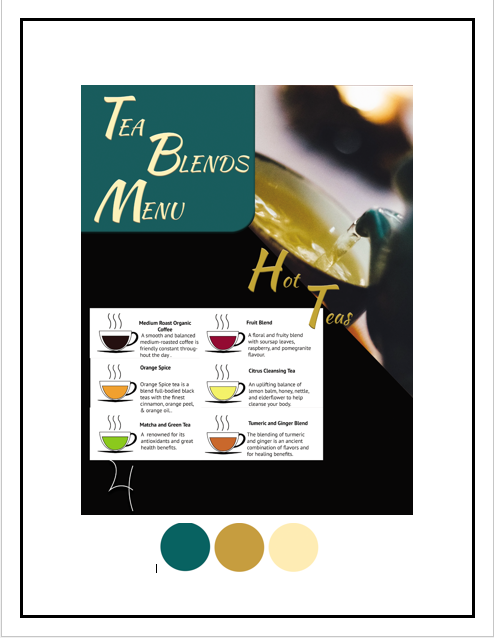 Tea
Blends
Menu
Hot
Teas
Medium Roast Organic
Coffee
A smooth and balanced
medium-roasted coffee is
friendly constant throug-
hout the day..
Fruit Blend
A floral and fruity blend
with soursap leaves,
raspberry, and pomegranite
flavour.
Orange Spice
Orange Spice tea is a
blend full-bodied black
teas with the finest
cinnamon, orange peel,
& orange oil..
Citrus Cleansing Tea
An uplifting balance of
lemon balm, honey, nettle,
and elderflower to help
cleanse your body.
Matcha and Green Tea
A renowned for its
antioxidants and great
health benefits.
Tumeric and Ginger Blend
The blending of turmeric
and ginger is an ancient
combination of flavors and
for healing benefits.
4